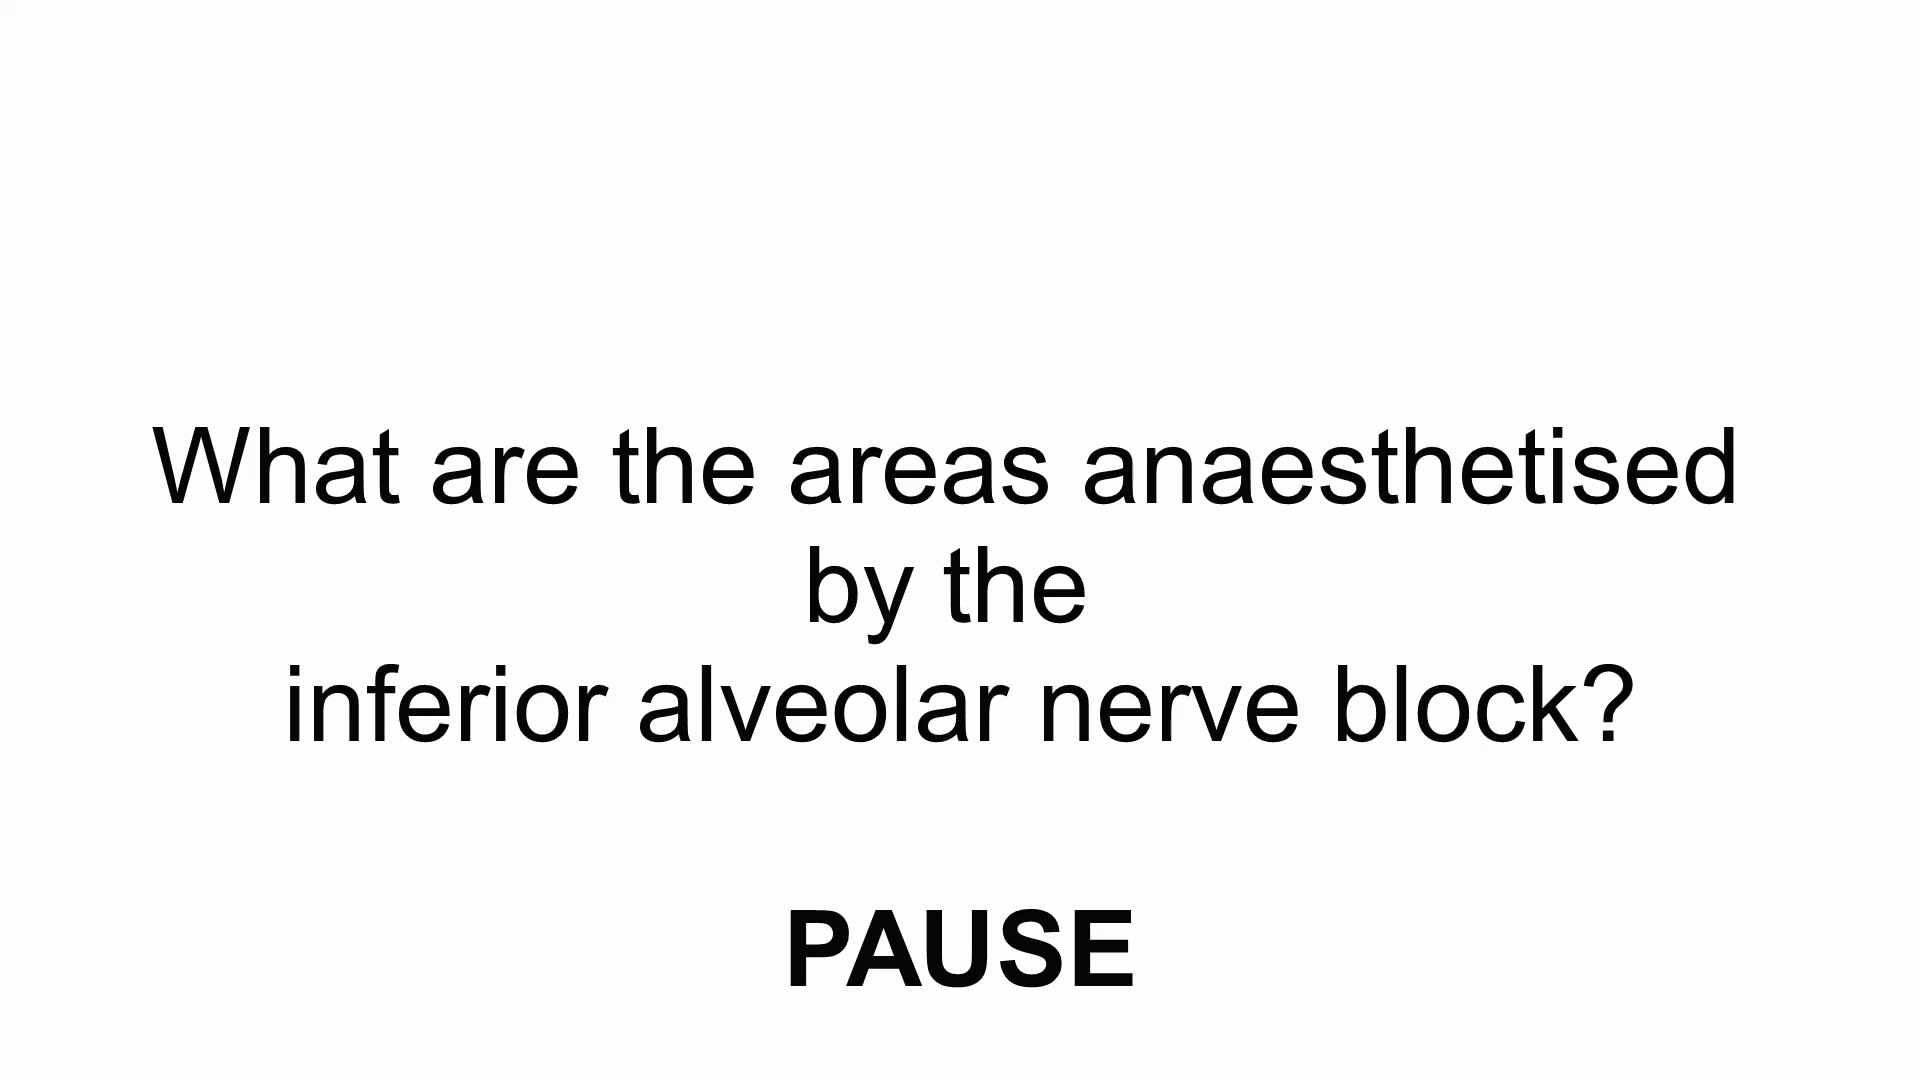 What are the areas anaesthetised
by the
inferior alveolar nerve block?
PAUSE